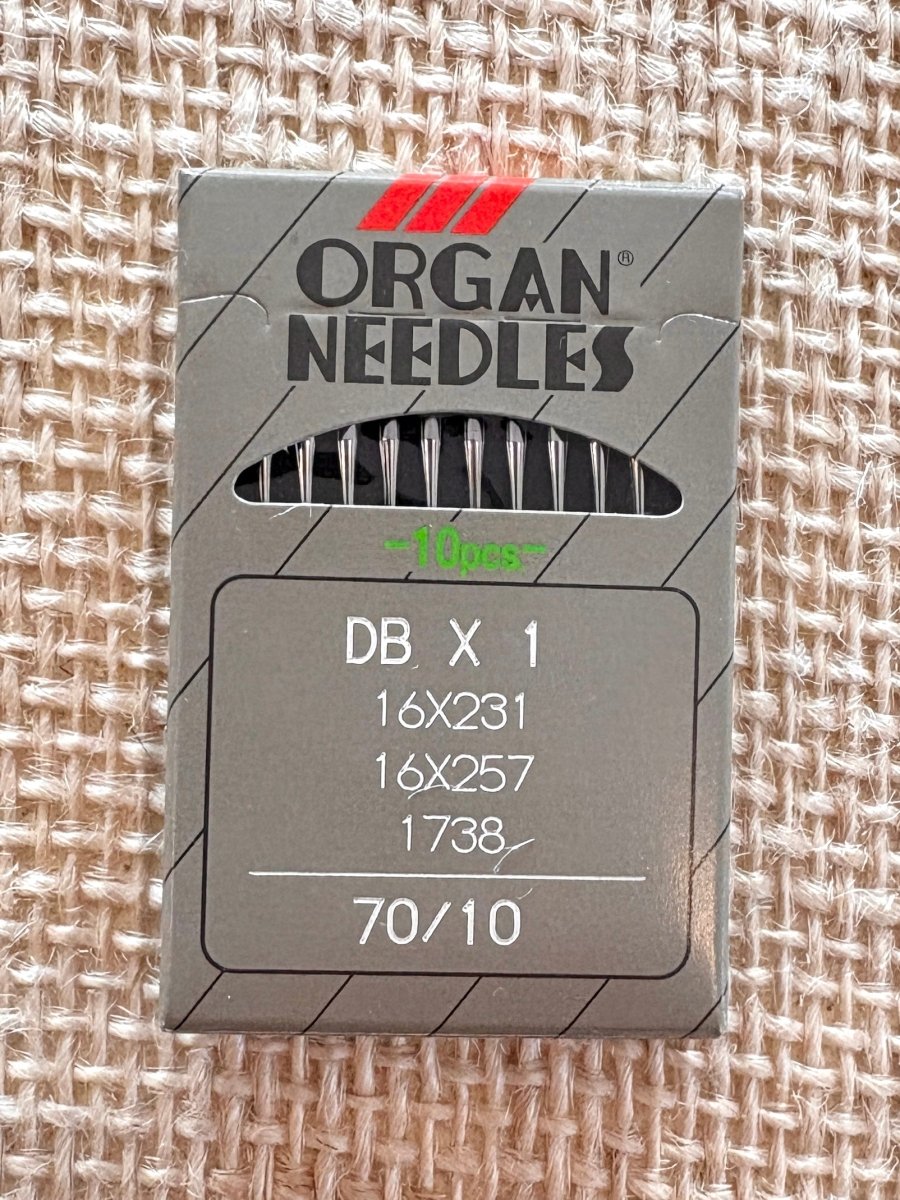 ORGAN®
NEEDLES
-10pcs-
DB X 1
16X231
16X257
1738
70/10